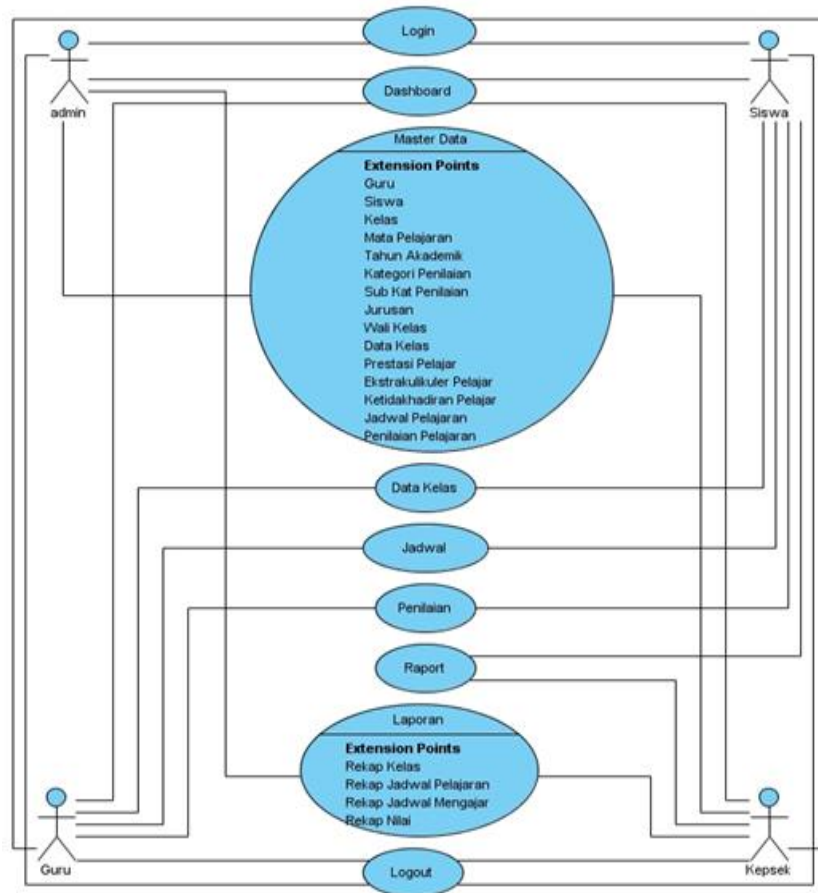 Login
admin
Siswa
Dashboard
Master Data
Extension Points
Guru
Siswa
Kelas
Mata Pelajaran
Tahun Akademik
Kategori Penilaian
Sub Kat Penilaian
Jurusan
Wali Kelas
Data Kelas
Prestasi Pelajar
Ekstrakulikuler Pelajar
Ketidakhadiran Pelajar
Jadwal Pelajaran
Penilaian Pelajaran
Data Kelas
Jadwal
Penilaian
Raport
Laporan
Extension Points
Rekap Kelas
Rekap Jadwal Pelajaran
Rekap Jadwal Mengajar
Rekap Nilai
Guru
Logout
Kepsek